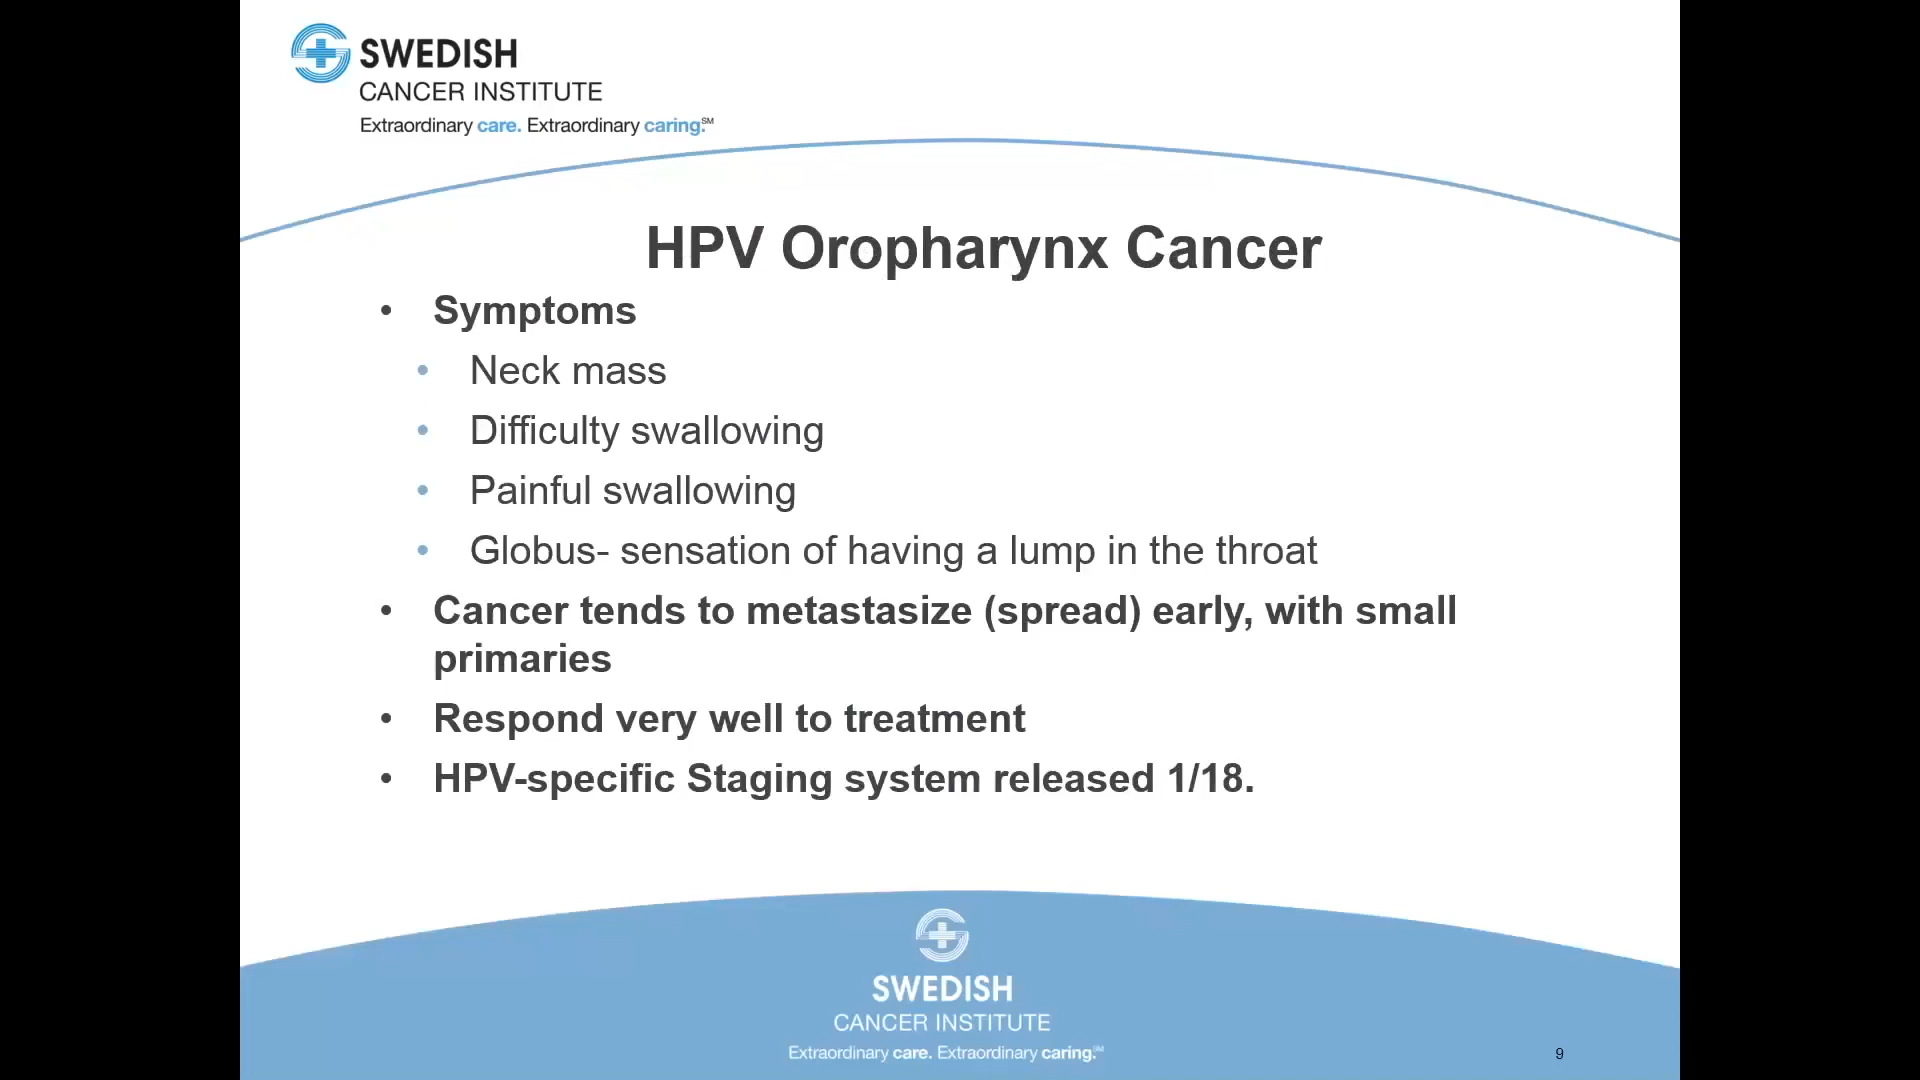 SWEDISH
CANCER INSTITUTE
Extraordinary care. Extraordinary caring.℠
HPV Oropharynx Cancer
• Symptoms
• Neck mass
• Difficulty swallowing
• Painful swallowing
• Globus- sensation of having a lump in the throat
• Cancer tends to metastasize (spread) early, with small
primaries
• Respond very well to treatment
• HPV-specific Staging system released 1/18.
SWEDISH
CANCER INSTITUTE
Extraordinary care. Extraordinary caring.℠
9